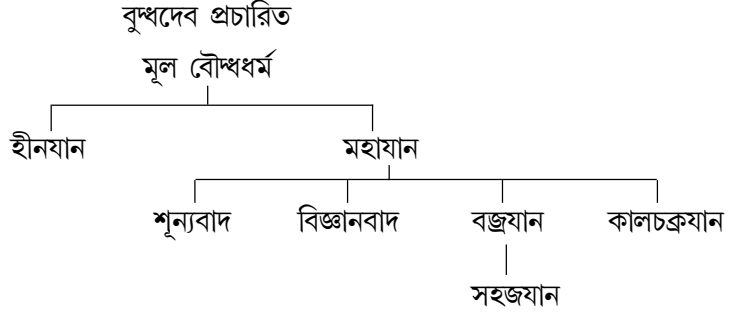 বুদ্ধদেব প্রচারিত
মূল বৌদ্ধধর্ম
হীনযান মহাযান
শূন্যবাদ বিজ্ঞানবাদ বজ্রযান কালচক্রযান
সহজযান